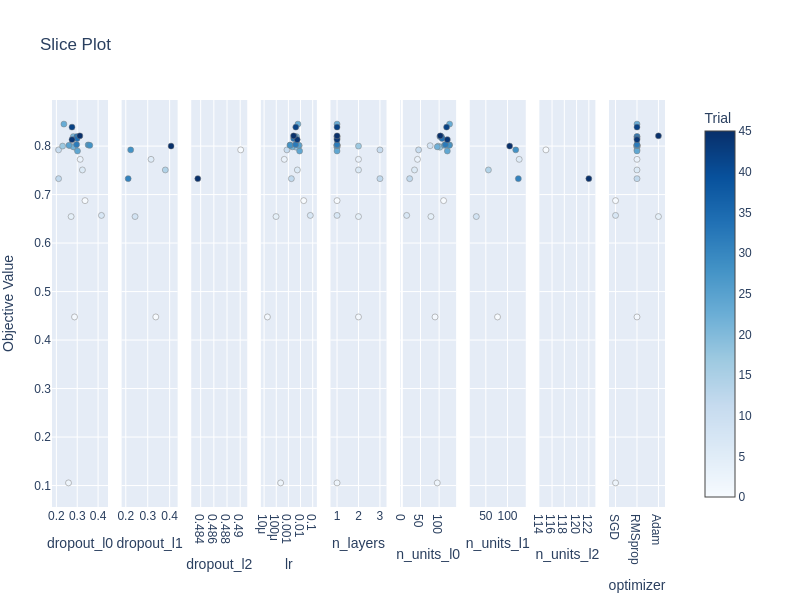 Slice Plot
Trial
Objective Value
0.8
0.7
0.6
0.5
0.4
0.3
0.2
0.1
0.2 0.3 0.4
dropout_l0
0.2 0.3 0.4
dropout_l1
0.484 0.486 0.488 0.49
dropout_l2
10μ 100μ 0.001 0.01 0.1
lr
1 2 3
n_layers
0 50 100
n_units_l0
50 100
n_units_l1
114 116 118 120 122
n_units_l2
SGD RMSprop Adam
optimizer
45
40
35
30
25
20
15
10
5
0